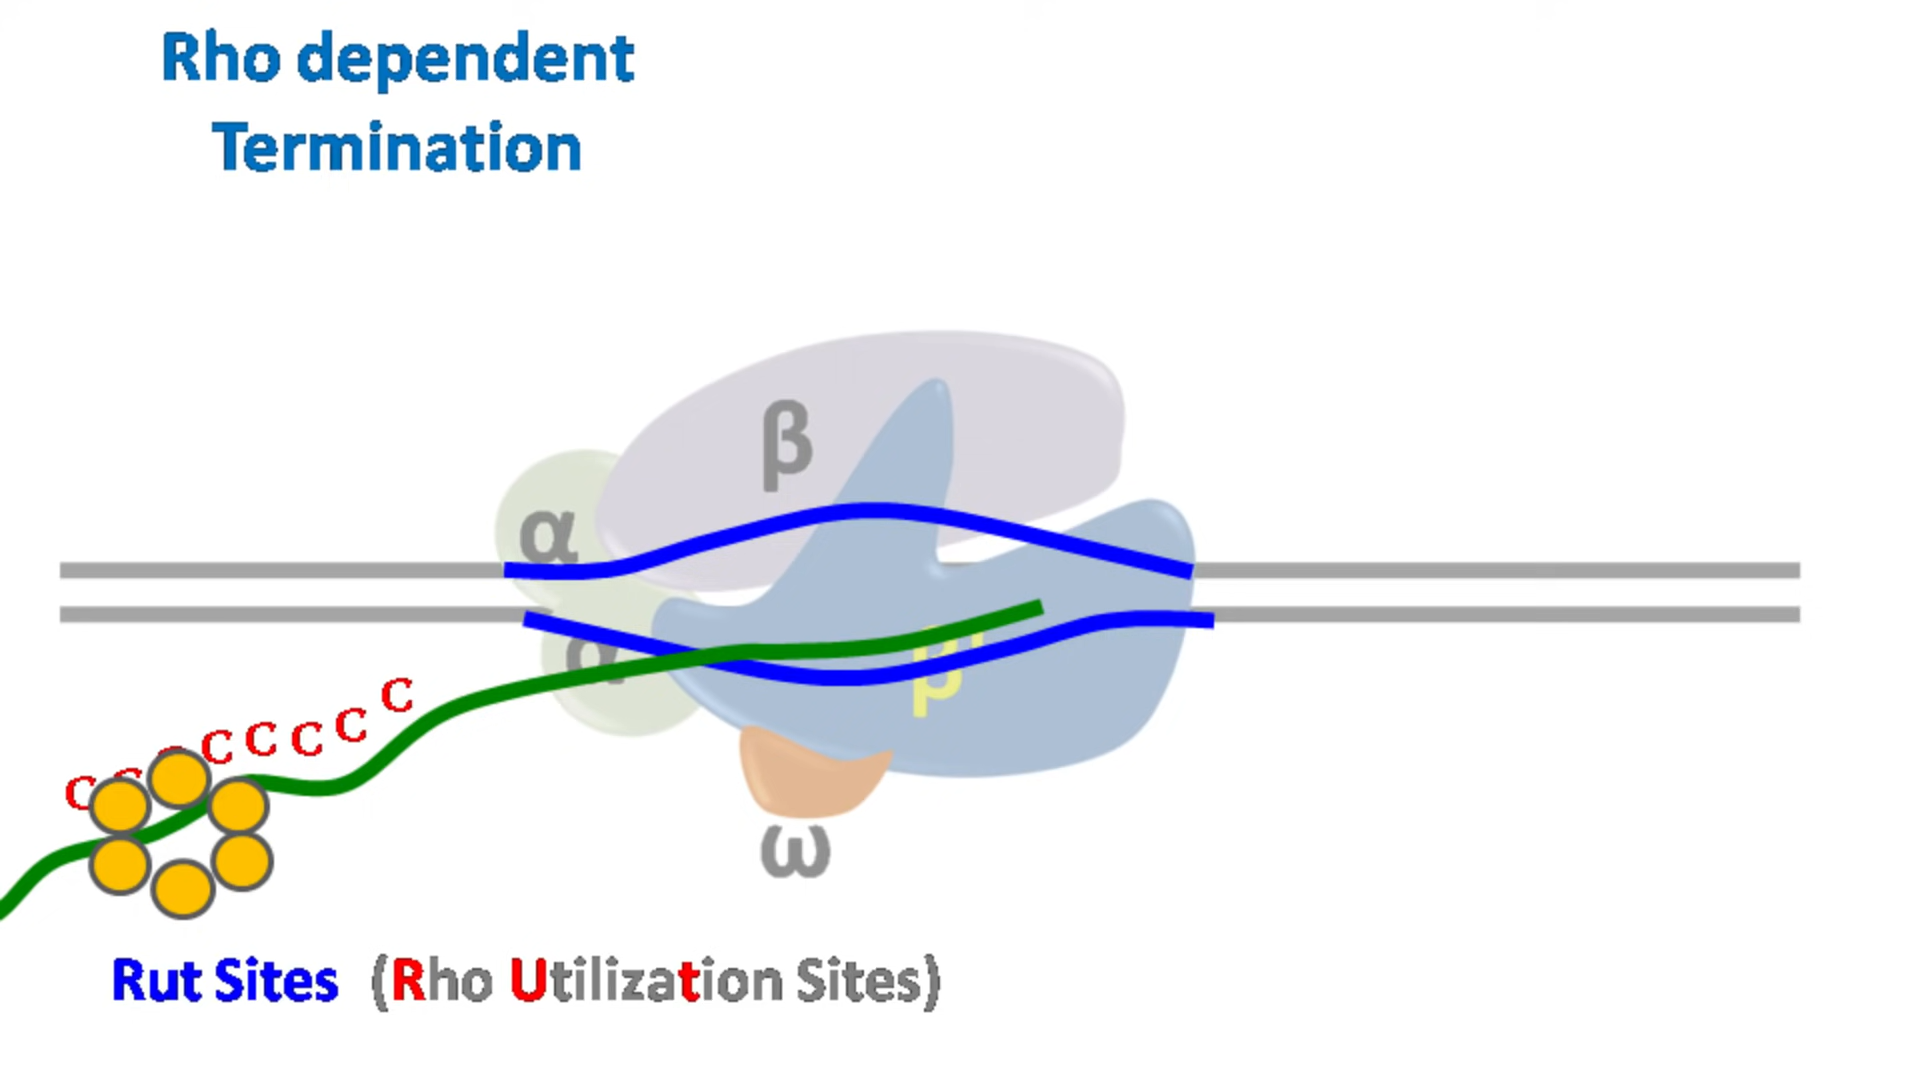 Rho dependent
Termination
β
α
α
β'
C C C C C C C C
ω
Rut Sites (Rho Utilization Sites)